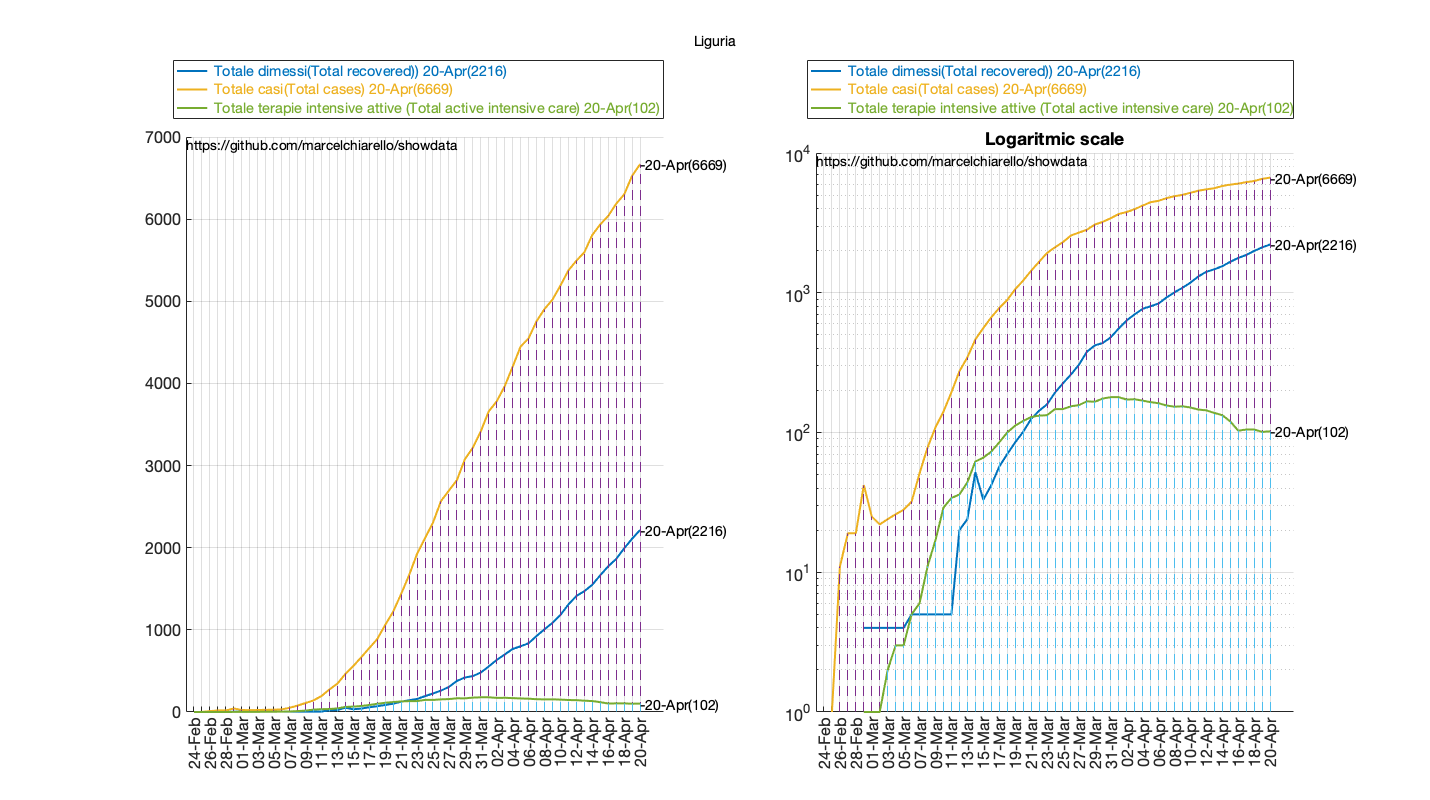 Liguria
Totale dimessi(Total recovered)) 20-Apr(2216)
Totale casi(Total cases) 20-Apr(6669)
Totale terapie intensive attive (Total active intensive care) 20-Apr(102)
https://github.com/marcelchiarello/showdata
7000
6000
5000
4000
3000
2000
1000
0
20-Apr(6669)
20-Apr(2216)
20-Apr(102)
24-Feb
26-Feb
28-Feb
01-Mar
03-Mar
05-Mar
07-Mar
09-Mar
11-Mar
13-Mar
15-Mar
17-Mar
19-Mar
21-Mar
23-Mar
25-Mar
27-Mar
29-Mar
31-Mar
02-Apr
04-Apr
06-Apr
08-Apr
10-Apr
12-Apr
14-Apr
16-Apr
18-Apr
20-Apr
Totale dimessi(Total recovered)) 20-Apr(2216)
Totale casi(Total cases) 20-Apr(6669)
Totale terapie intensive attive (Total active intensive care) 20-Apr(102)
Logaritmic scale
https://github.com/marcelchiarello/showdata
10^4
10^3
10^2
10^1
10^0
20-Apr(6669)
20-Apr(2216)
20-Apr(102)
24-Feb
26-Feb
28-Feb
01-Mar
03-Mar
05-Mar
07-Mar
09-Mar
11-Mar
13-Mar
15-Mar
17-Mar
19-Mar
21-Mar
23-Mar
25-Mar
27-Mar
29-Mar
31-Mar
02-Apr
04-Apr
06-Apr
08-Apr
10-Apr
12-Apr
14-Apr
16-Apr
18-Apr
20-Apr